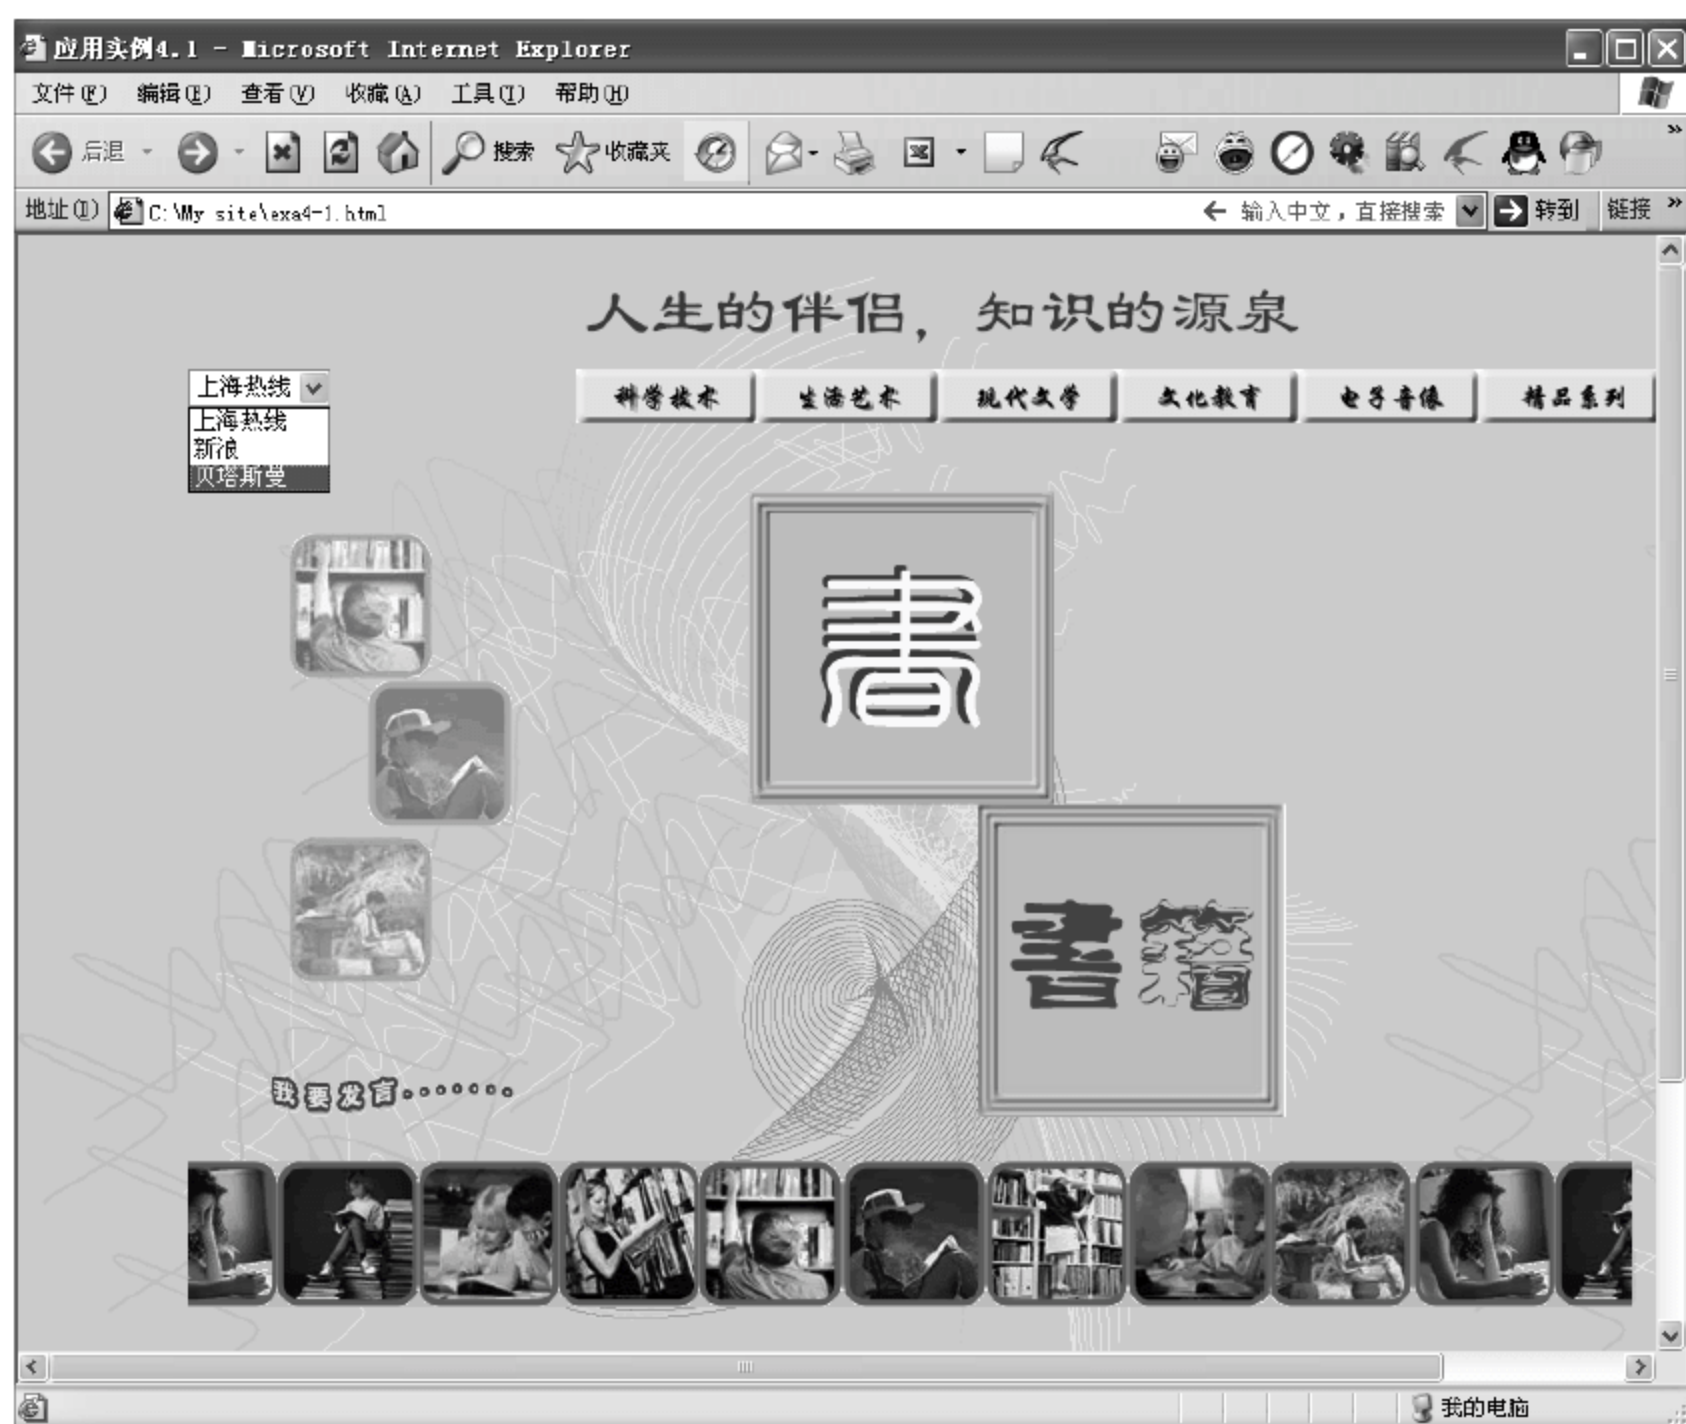 应用实例4.1 - Microsoft Internet Explorer
文件(F) 编辑(E) 查看(V) 收藏(A) 工具(T) 帮助(H)
后退 搜索 收藏夹
地址(D) C:\My site\exa4-1.html 输入中文，直接搜索 转到 链接
人生的伴侣，知识的源泉
上海热线
科学技术 生活艺术 现代文学 文化教育 电子音像 精品系列
上海热线
新浪
贝塔斯曼
書
書籍
我要发言.......
我的电脑